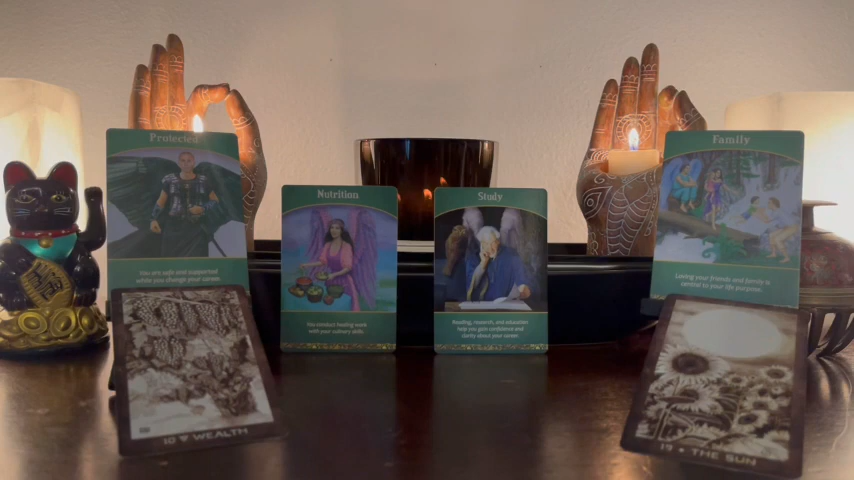 Protected
You are safe and supported
while you change your career.
Nutrition
You conduct healing work
with your culinary skills.
Study
Reading, research, and education
help you gain confidence and
clarity about your career.
Family
Loving your friends and family is
central to your life purpose.
10 ▼ WEALTH
19 • THE SUN